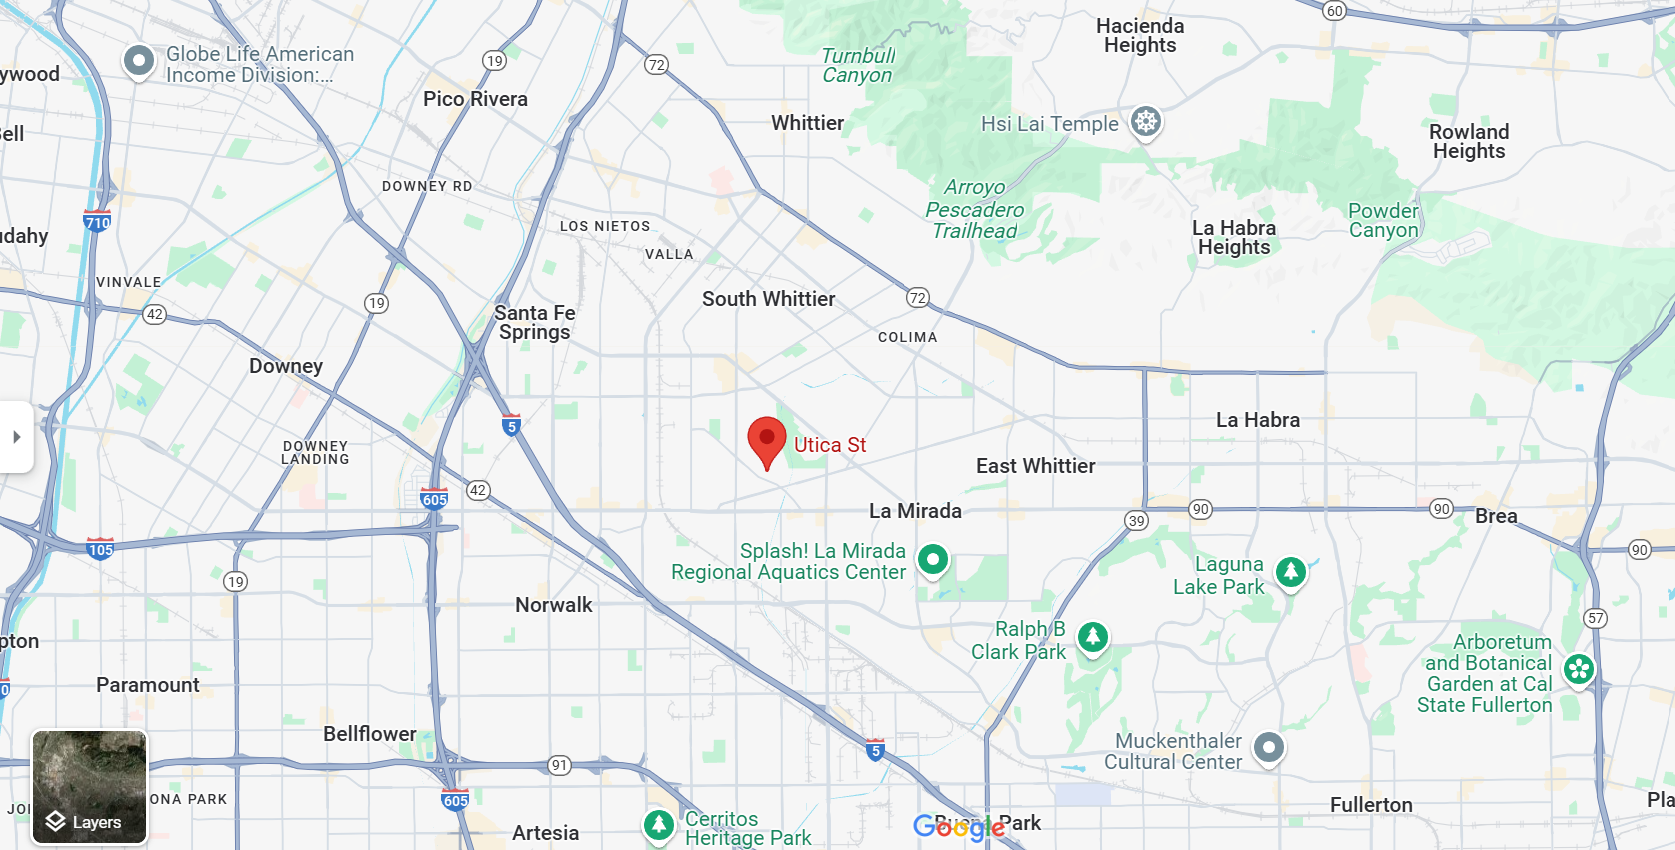 60
Hacienda
Heights
Globe Life American
Income Division:...
19
72
Turnbull
Canyon
ywood
Pico Rivera
Whittier
Hsi Lai Temple
Bell
Rowland
Heights
DOWNEY RD
Arroyo
Pescadero
Trailhead
710
LOS NIETOS
Powder
Canyon
La Habra
Heights
udahy
VALLA
VINVALE
19
42
South Whittier
72
Santa Fe
Springs
COLIMA
Downey
5
La Habra
DOWNEY
LANDING
Utica St
East Whittier
605
42
La Mirada
39
90
90
Brea
105
90
Splash! La Mirada
Regional Aquatics Center
Laguna
Lake Park
19
Norwalk
57
Ralph B
Clark Park
pton
Arboretum
and Botanical
Garden at Cal
State Fullerton
0
Paramount
Bellflower
5
Muckenthaler
Cultural Center
91
605
JO
ONA PARK
Layers
Cerritos
Heritage Park
Artesia
Google
Buena Park
Fullerton
Pla